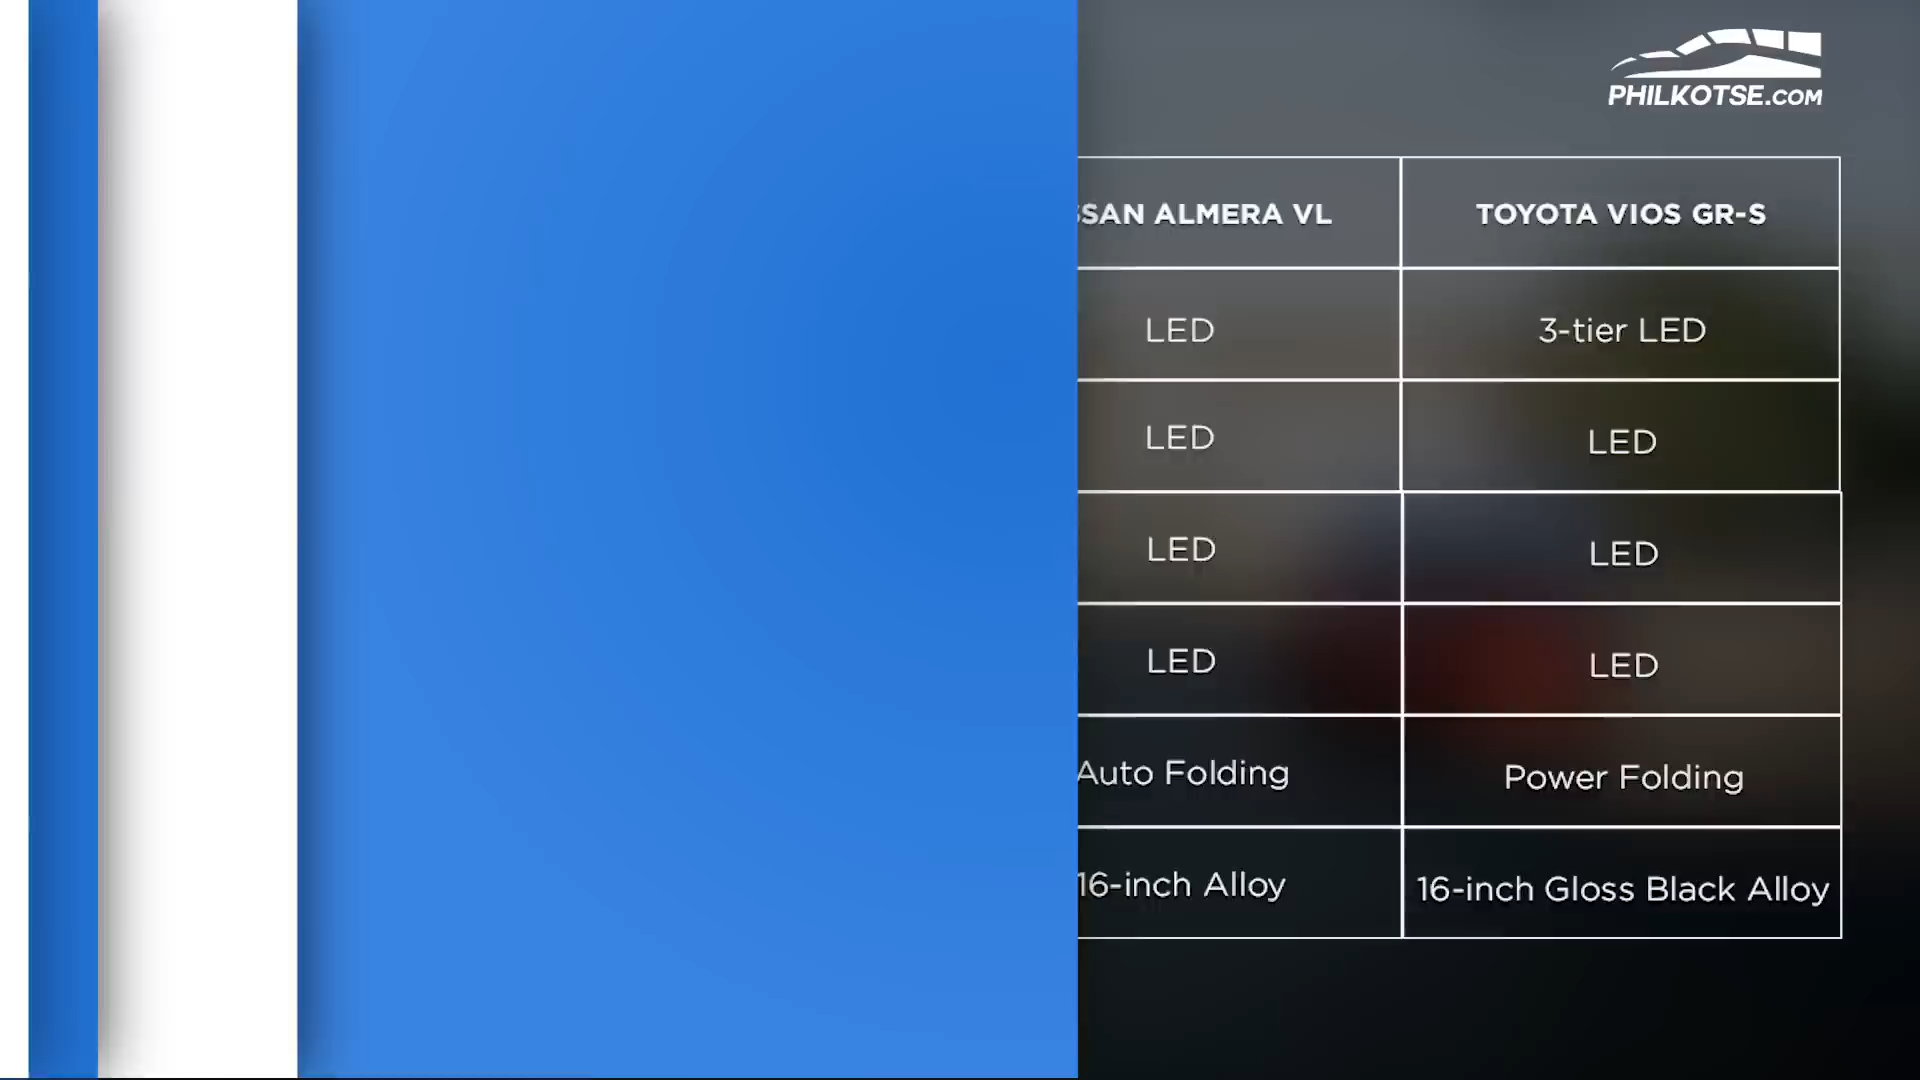 PHILKOTSE.COM
SSAN ALMERA VL TOYOTA VIOS GR-S
LED 3-tier LED
LED LED
LED LED
LED LED
Auto Folding Power Folding
16-inch Alloy 16-inch Gloss Black Alloy